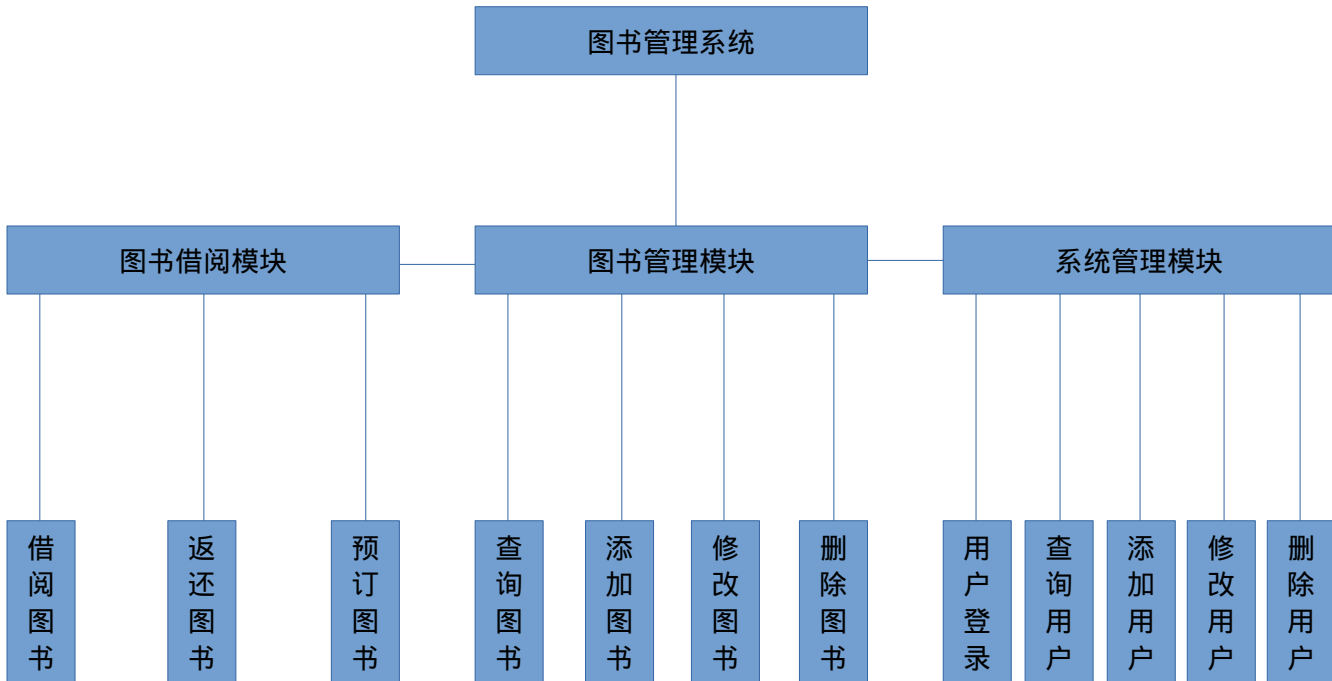 图书管理系统
图书借阅模块
图书管理模块
系统管理模块
借阅图书
返还图书
预订图书
查询图书
添加图书
修改图书
删除图书
用户登录
查询用户
添加用户
修改用户
删除用户